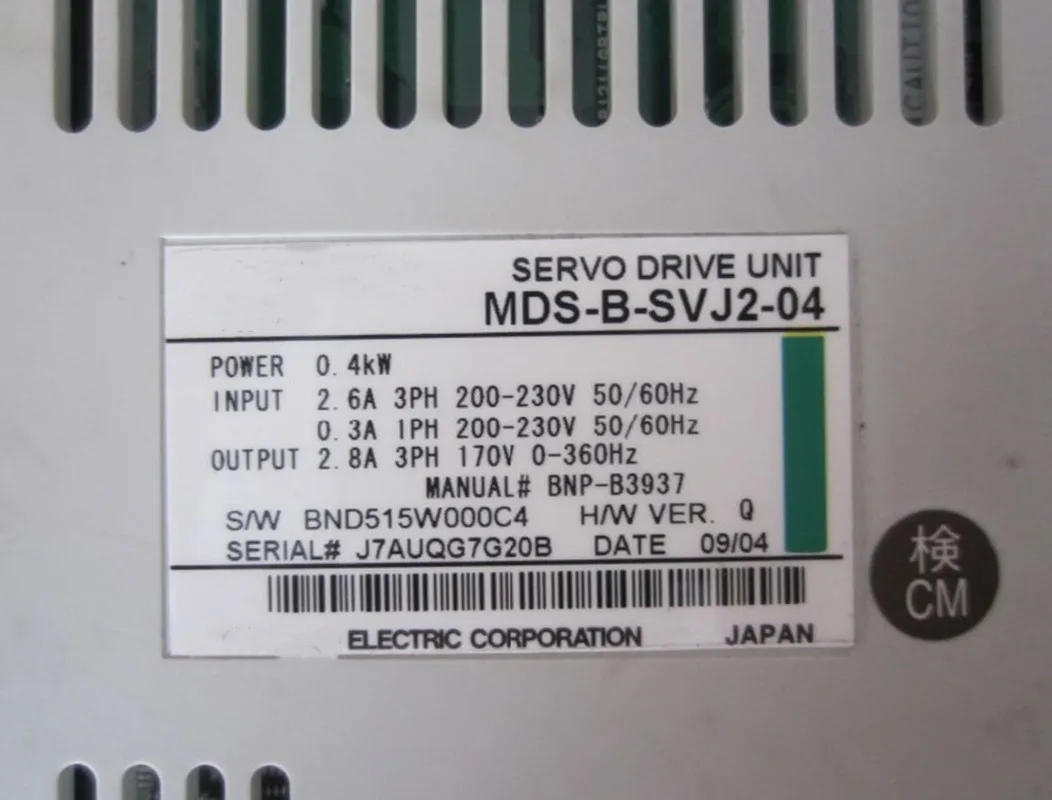 CAUTION
SERVO DRIVE UNIT
MDS-B-SVJ2-04
POWER 0.4kW
INPUT 2.6A 3PH 200-230V 50/60Hz
0.3A 1PH 200-230V 50/60Hz
OUTPUT 2.8A 3PH 170V 0-360Hz
MANUAL# BNP-B3937
S/W BND515W000C4 H/W VER. Q
SERIAL# J7AUQG7G20B DATE 09/04
検
CM
ELECTRIC CORPORATION JAPAN